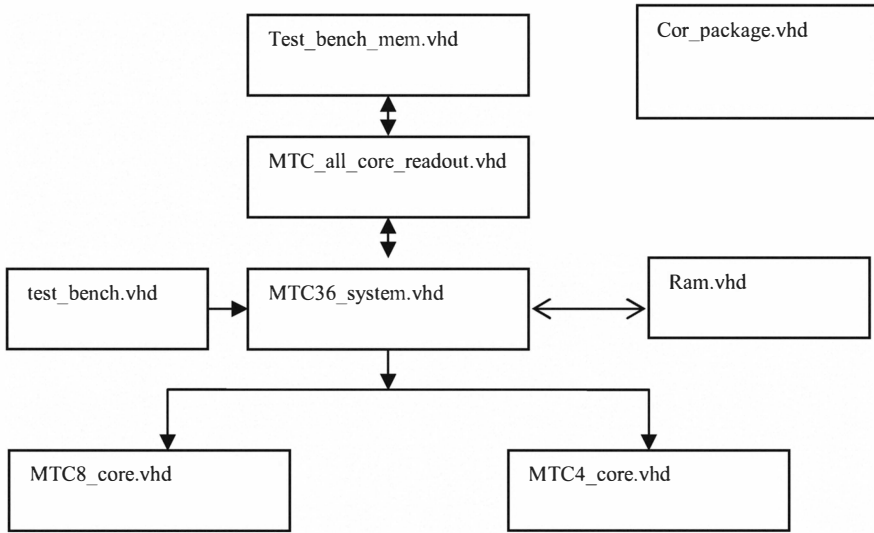 Test_bench_mem.vhd
Cor_package.vhd
MTC_all_core_readout.vhd
test_bench.vhd
MTC36_system.vhd
Ram.vhd
MTC8_core.vhd
MTC4_core.vhd